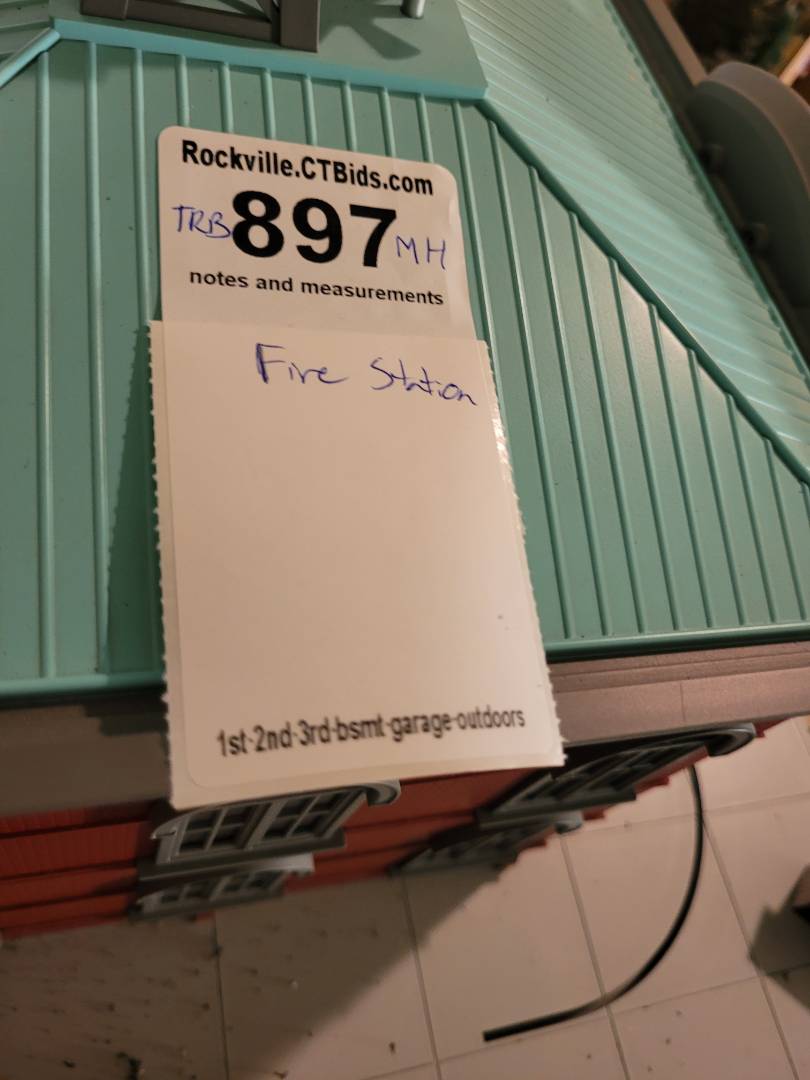 Rockville.CTBids.com
TRB 897 MH
notes and measurements
Fire Station
1st-2nd-3rd-bsmt-garage-outdoors